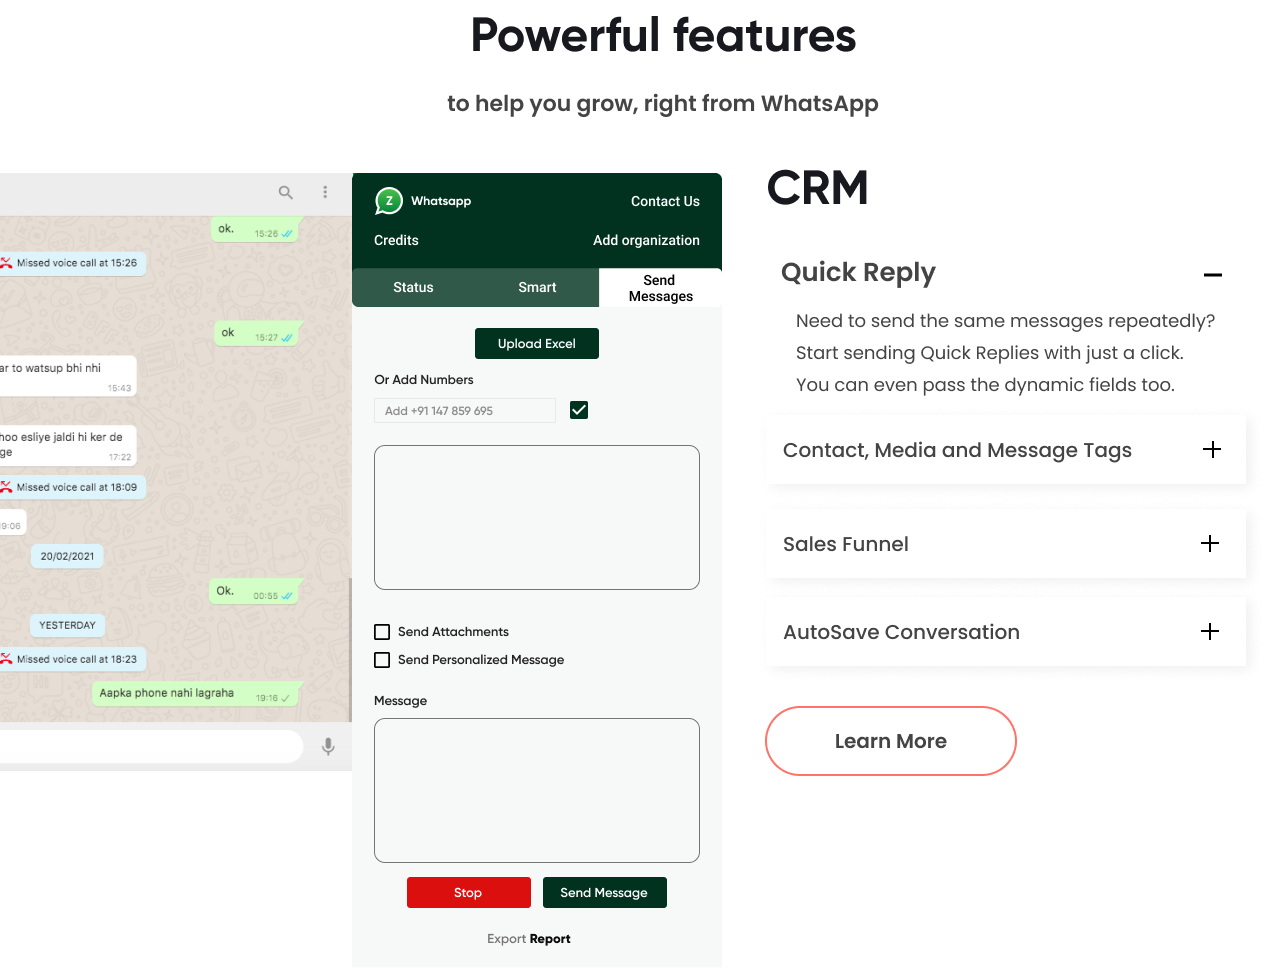 Powerful features
to help you grow, right from WhatsApp
ok. 15:26
Missed voice call at 15:26
ok 15:27
ar to watsup bhi nhi
15:43
hoo esliye jaldi hi ker de
ge 17:22
Missed voice call at 18:09
19:06
20/02/2021
Ok. 00:55
YESTERDAY
Missed voice call at 18:23
Aapka phone nahi lagraha 19:16
Z Whatsapp
Contact Us
Credits
Add organization
Status
Smart
Send
Messages
Upload Excel
Or Add Numbers
Add +91 147 859 695
Send Attachments
Send Personalized Message
Message
Stop
Send Message
Export Report
CRM
Quick Reply
Need to send the same messages repeatedly?
Start sending Quick Replies with just a click.
You can even pass the dynamic fields too.
Contact, Media and Message Tags
Sales Funnel
AutoSave Conversation
Learn More